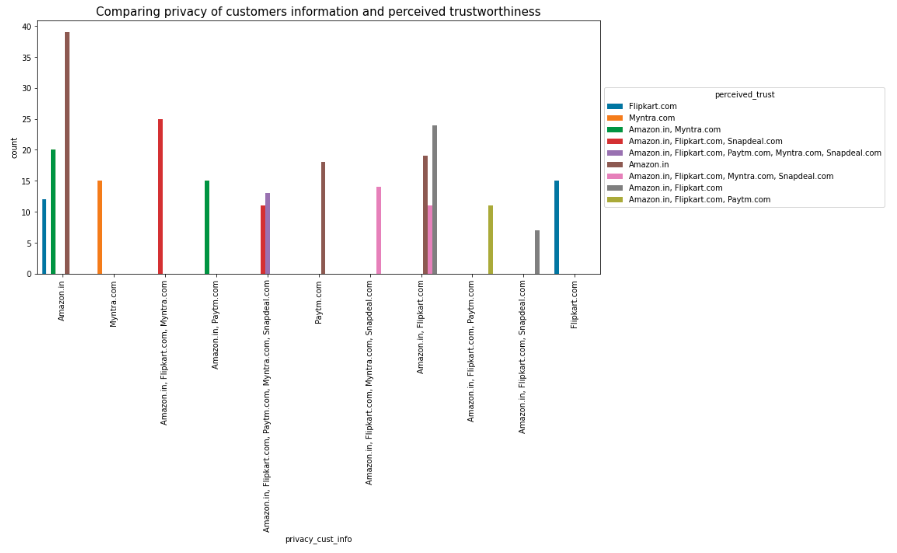 Comparing privacy of customers information and perceived trustworthiness
count
40
35
30
25
20
15
10
5
0
Amazon.in
Myntra.com
Amazon.in, Flipkart.com, Myntra.com
Amazon.in, Paytm.com
Amazon.in, Flipkart.com, Paytm.com, Myntra.com, Snapdeal.com
Paytm.com
Amazon.in, Flipkart.com, Myntra.com, Snapdeal.com
Amazon.in, Flipkart.com
Amazon.in, Flipkart.com, Paytm.com
Amazon.in, Flipkart.com, Snapdeal.com
Flipkart.com
privacy_cust_info
perceived_trust
Flipkart.com
Myntra.com
Amazon.in, Myntra.com
Amazon.in, Flipkart.com, Snapdeal.com
Amazon.in, Flipkart.com, Paytm.com, Myntra.com, Snapdeal.com
Amazon.in
Amazon.in, Flipkart.com, Myntra.com, Snapdeal.com
Amazon.in, Flipkart.com
Amazon.in, Flipkart.com, Paytm.com